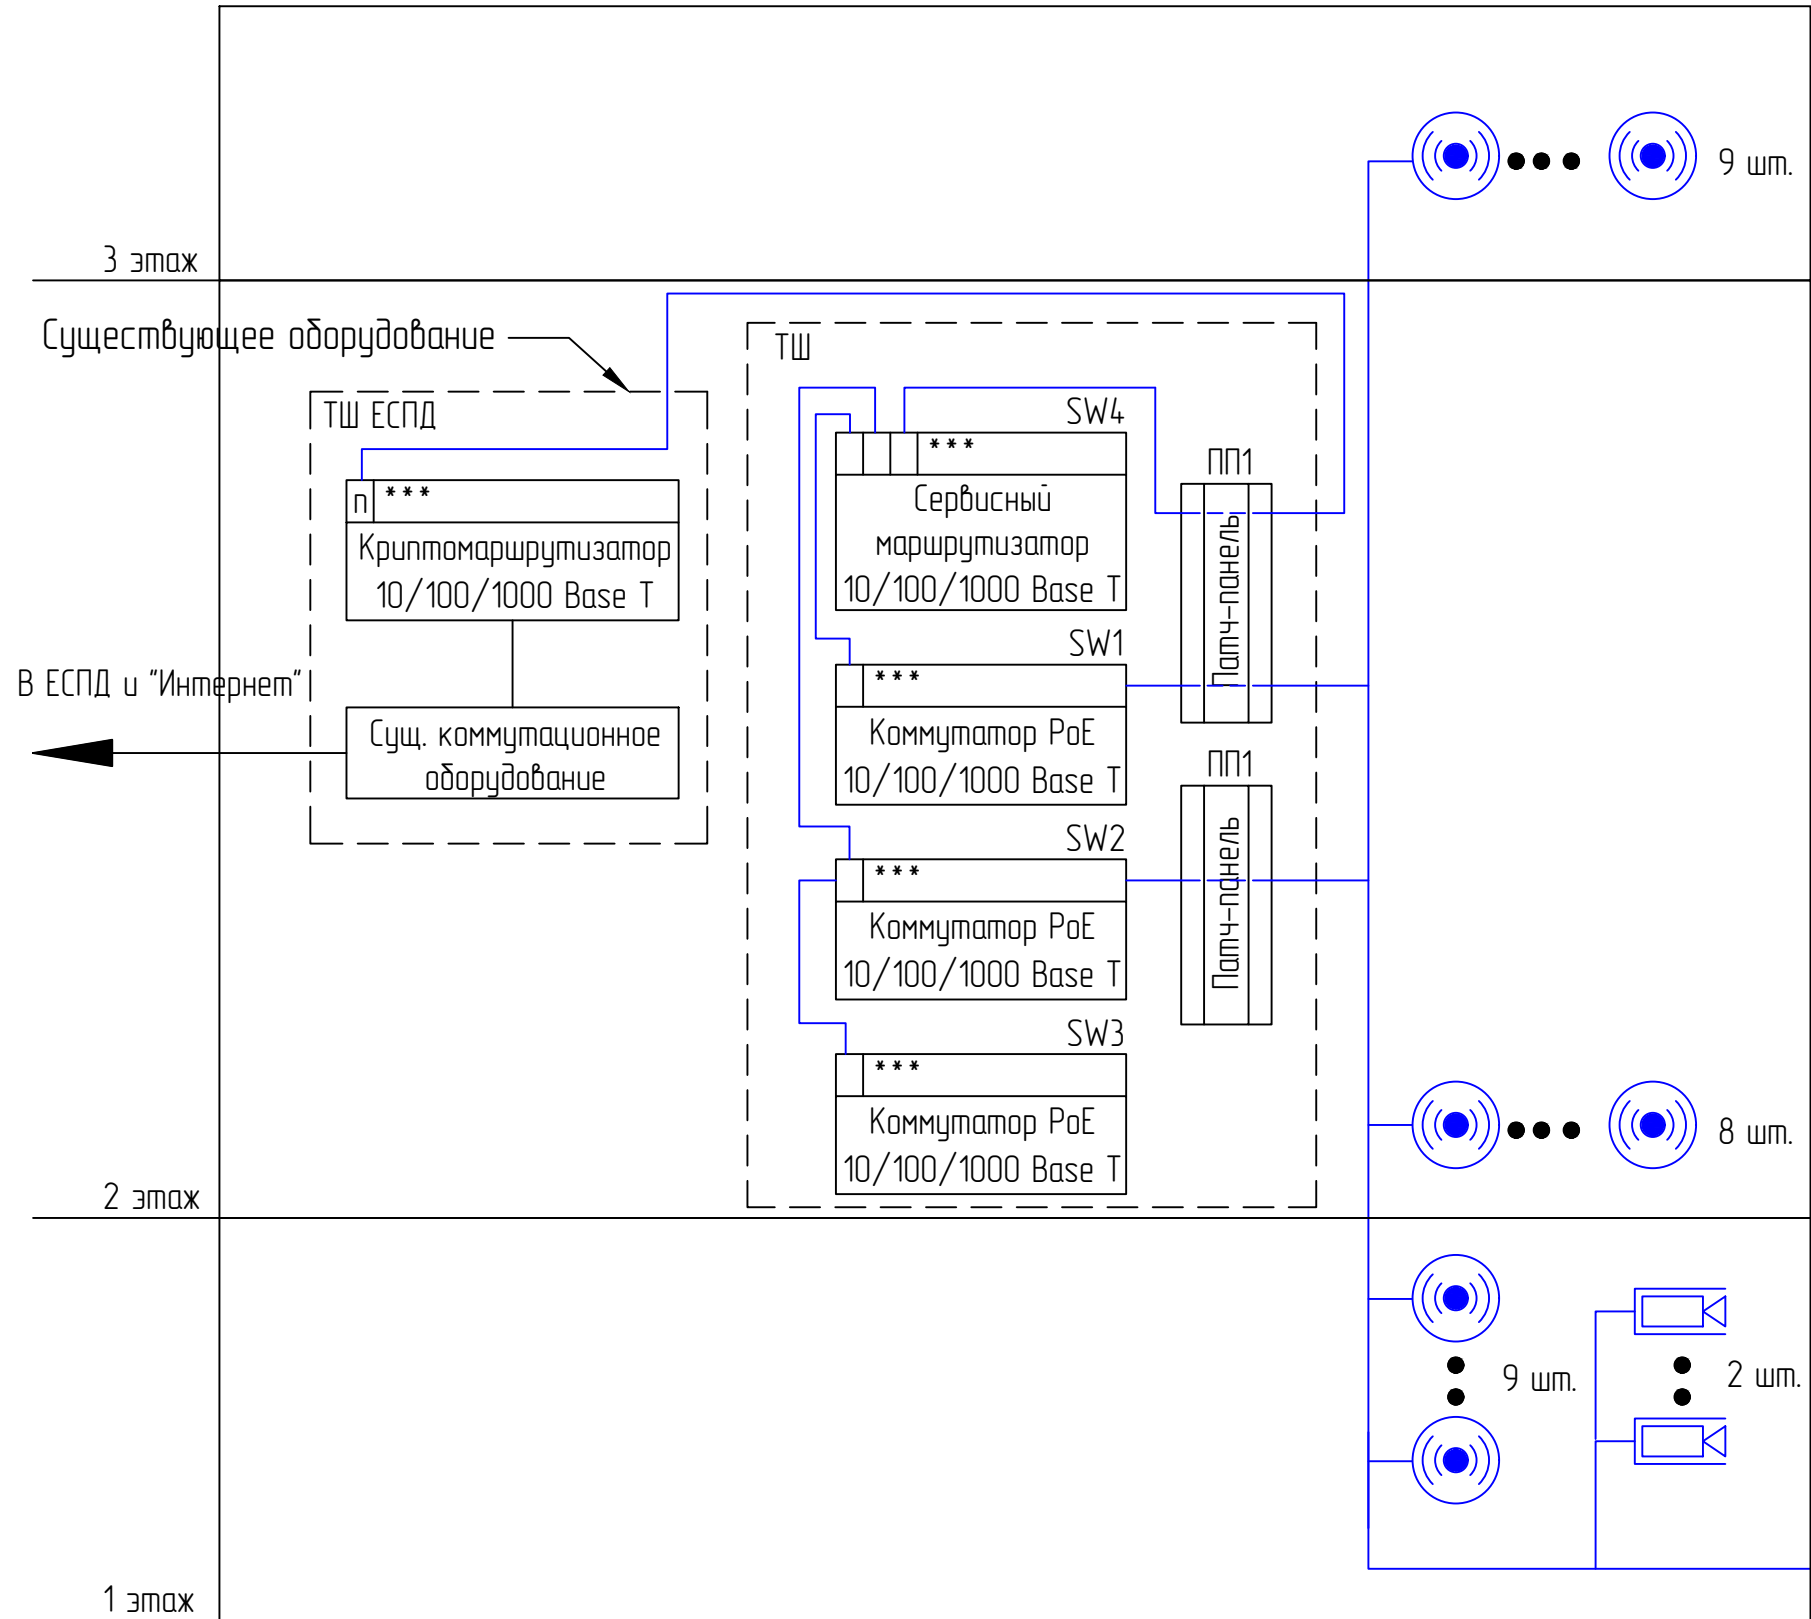 9 шт.
3 этаж
Существующее оборудование
ТШ
ТШ ЕСПД
SW4
***
Сервисный
маршрутизатор
10/100/1000 Base T
ПП1
Патч-панель
п ***
Криптомаршрутизатор
10/100/1000 Base T
SW1
***
Коммутатор PoE
10/100/1000 Base T
В ЕСПД и "Интернет"
Сущ. коммутационное
оборудование
ПП1
Патч-панель
SW2
***
Коммутатор PoE
10/100/1000 Base T
SW3
***
Коммутатор PoE
10/100/1000 Base T
8 шт.
2 этаж
9 шт.
2 шт.
1 этаж